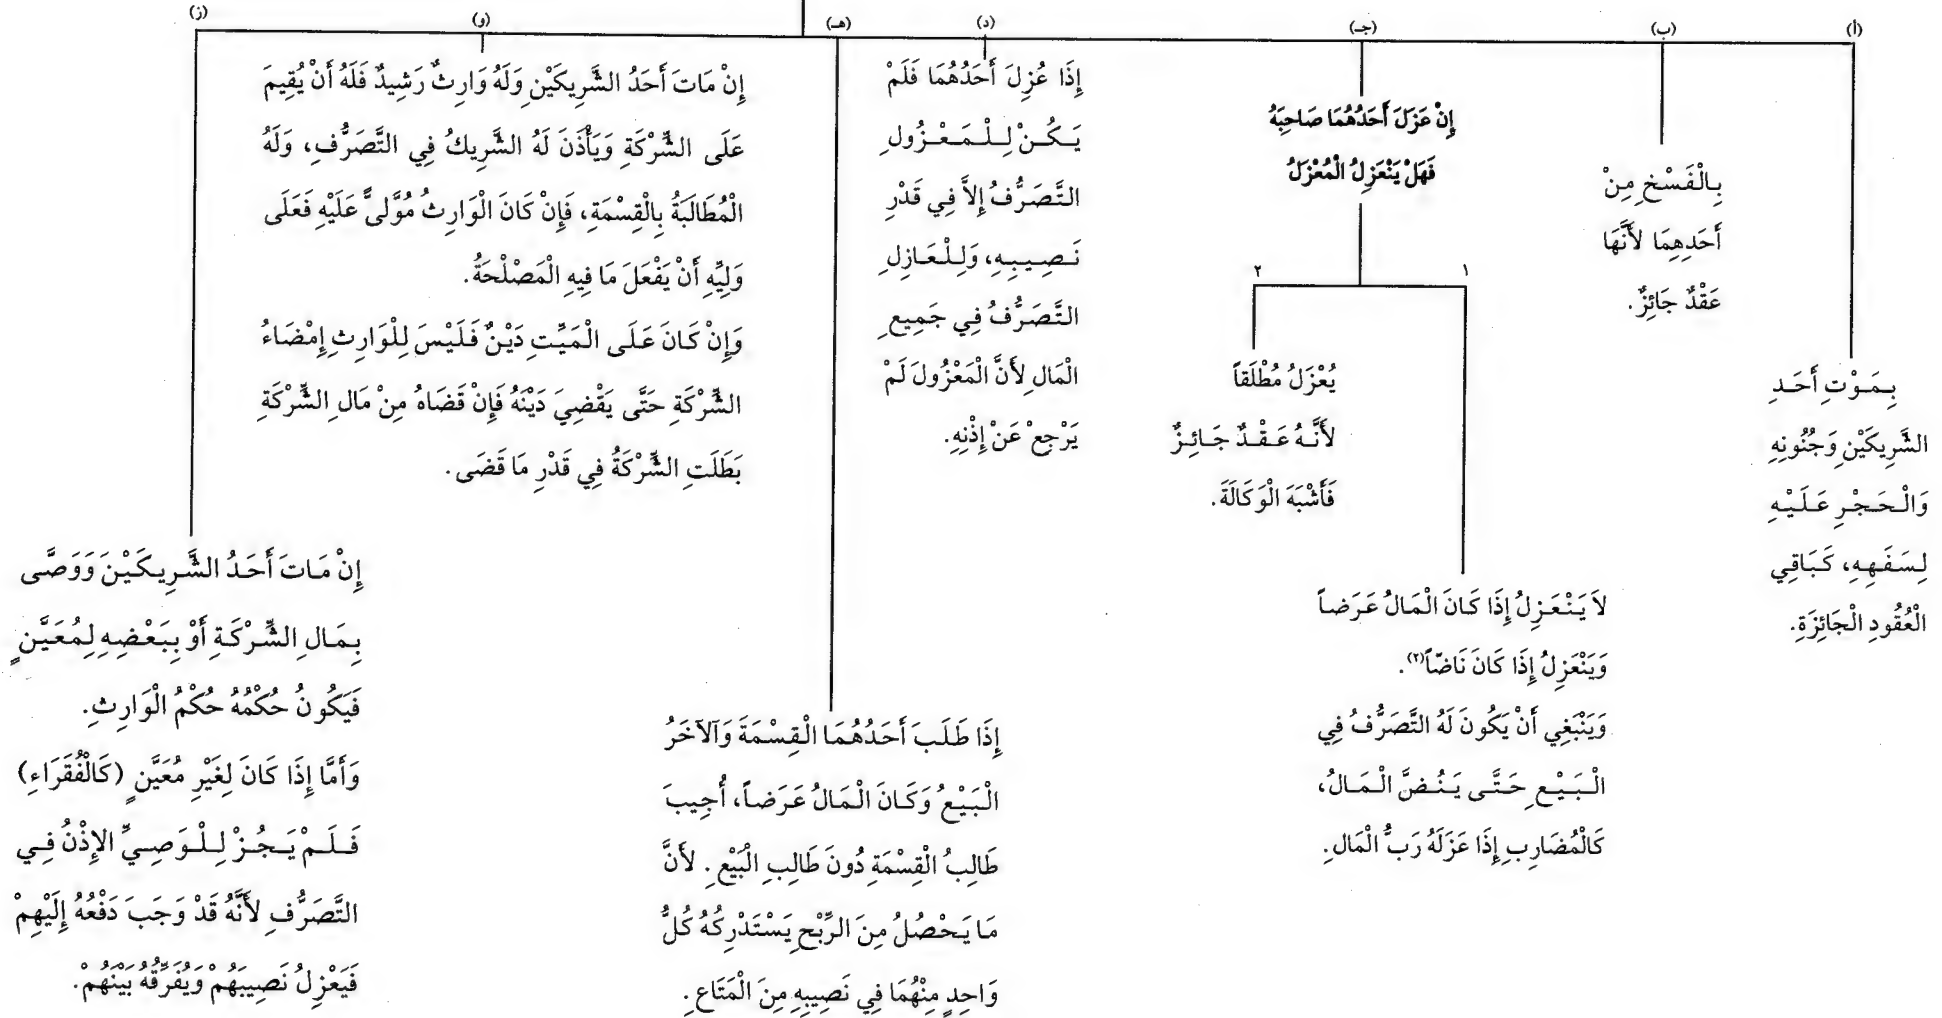 (أ)
بِمَوْتِ أَحَدِ
الشَّرِيكَيْنِ وَجُنُونِهِ
وَالْحَجْرِ عَلَيْهِ
لِسَفَهِهِ، كَبَاقِي
الْعُقُودِ الْجَائِزَةِ.
(ب)
بِالْفَسْخِ مِنْ
أَحَدِهِمَا لأَنَّهَا
عَقْدٌ جَائِزٌ.
(جـ)
إِنْ عَزَلَ أَحَدُهُمَا صَاحِبَهُ
فَهَلْ يَنْعَزِلُ الْمُعْزَلُ
١
لاَ يَنْعَزِلُ إِذَا كَانَ الْمَالُ عَرَضاً
وَيَنْعَزِلُ إِذَا كَانَ نَاضّاً(٢).
وَيَنْبَغِي أَنْ يَكُونَ لَهُ التَّصَرُّفُ فِي
الْبَيْعِ حَتَّى يَنُضَّ الْمَالُ،
كَالْمُضَارِبِ إِذَا عَزَلَهُ رَبُّ الْمَالِ.
٢
يُعْزَلُ مُطْلَقاً
لأَنَّهُ عَقْدٌ جَائِزٌ
فَأَشْبَهَ الْوَكَالَةَ.
(د)
إِذَا عُزِلَ أَحَدُهُمَا فَلَمْ
يَكُنْ لِلْمَعْزُولِ
التَّصَرُّفُ إِلاَّ فِي قَدْرِ
نَصِيبِهِ، وَلِلْعَازِلِ
التَّصَرُّفُ فِي جَمِيعِ
الْمَالِ لأَنَّ الْمَعْزُولَ لَمْ
يَرْجِعْ عَنْ إِذْنِهِ.
(هـ)
إِذَا طَلَبَ أَحَدُهُمَا الْقِسْمَةَ وَالآخَرُ
الْبَيْعُ وَكَانَ الْمَالُ عَرَضاً، أُجِيبَ
طَالِبُ الْقِسْمَةِ دُونَ طَالِبِ الْبَيْعِ. لأَنَّ
مَا يَحْصُلُ مِنَ الرِّبْحِ يَسْتَدْرِكُهُ كُلُّ
وَاحِدٍ مِنْهُمَا فِي نَصِيبِهِ مِنَ الْمَتَاعِ.
(و)
إِنْ مَاتَ أَحَدُ الشَّرِيكَيْنِ وَلَهُ وَارِثٌ رَشِيدٌ فَلَهُ أَنْ يُقِيمَ
عَلَى الشِّرْكَةِ وَيَأْذَنَ لَهُ الشَّرِيكُ فِي التَّصَرُّفِ، وَلَهُ
الْمُطَالَبَةُ بِالْقِسْمَةِ، فَإِنْ كَانَ الْوَارِثُ مُوَّلىً عَلَيْهِ فَعَلَى
وَلِيِّهِ أَنْ يَفْعَلَ مَا فِيهِ الْمَصْلَحَةُ.
وَإِنْ كَانَ عَلَى الْمَيِّتِ دَيْنٌ فَلَيْسَ لِلْوَارِثِ إِمْضَاءُ
الشِّرْكَةِ حَتَّى يَقْضِيَ دَيْنَهُ فَإِنْ قَضَاهُ مِنْ مَالِ الشِّرْكَةِ
بَطَلَتِ الشِّرْكَةُ فِي قَدْرِ مَا قَضَى.
(ز)
إِنْ مَاتَ أَحَدُ الشَّرِيكَيْنَ وَوَصَّى
بِمَالِ الشِّرْكَةِ أَوْ بِبَعْضِهِ لِمُعَيَّنٍ
فَيَكُونُ حُكْمُهُ حُكْمُ الْوَارِثِ.
وَأَمَّا إِذَا كَانَ لِغَيْرِ مُعَيَّنٍ (كَالْفُقَرَاءِ)
فَلَمْ يَجُزْ لِلْوَصِيِّ الإِذْنُ فِي
التَّصَرُّفِ لأَنَّهُ قَدْ وَجَبَ دَفْعُهُ إِلَيْهِمْ
فَيَعْزِلُ نَصِيبَهُمْ وَيُفَرِّقُهُ بَيْنَهُمْ.